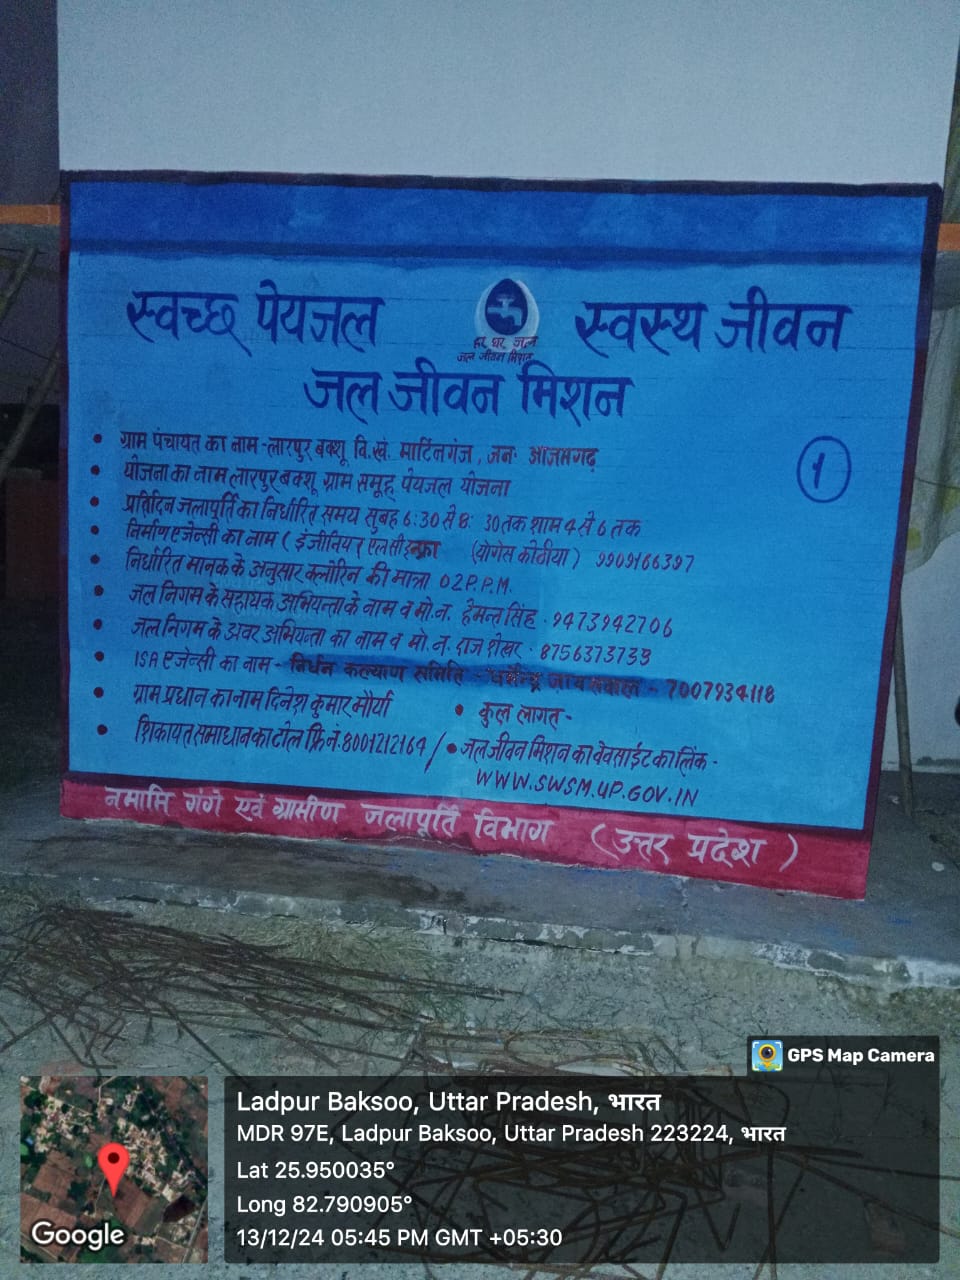 स्वच्छ पेयजल
स्वस्थ जीवन
हर घर जल
जल जीवन मिशन
जल जीवन मिशन
1
• ग्राम पंचायत का नाम - लारपुर बक्शू वि.खं. मार्टिनगंज, जन. आजमगढ़
• योजना का नाम लारपुर बक्शू ग्राम समूह पेयजल योजना
• प्रतिदिन जलापूर्ति का निर्धारित समय सुबह 6:30 से 8:30 तक शाम 4 से 6 तक
• निर्माण एजेन्सी का नाम ( इंजीनियर एल सी इन्फ्रा (योगेस कोठीया) 9909166397
• निर्धारित मानक के अनुसार क्लोरिन की मात्रा 02P.P.M.
• जल निगम के सहायक अभियन्ता के नाम व मो.न. हेमन्त सिंह - 9473942706
• जल निगम के अवर अभियन्ता का नाम व मो.न. राज शेखर - 8756373739
• ISA एजेन्सी का नाम - निर्धन कल्याण समिति - धर्मेन्द्र - 7007934118
• ग्राम प्रधान का नाम दिनेश कुमार मौर्या • कुल लागत -
• शिकायत समाधान का टोल फ्रि नं. 8001212164 / • जल जीवन मिशन का वेवसाईट का लिंक -
WWW.SWSM.UP.GOV.IN
नमामि गंगे एवं ग्रामीण जलापूर्ति विभाग (उत्तर प्रदेश)
GPS Map Camera
Ladpur Baksoo, Uttar Pradesh, भारत
MDR 97E, Ladpur Baksoo, Uttar Pradesh 223224, भारत
Lat 25.950035°
Long 82.790905°
13/12/24 05:45 PM GMT +05:30
Google